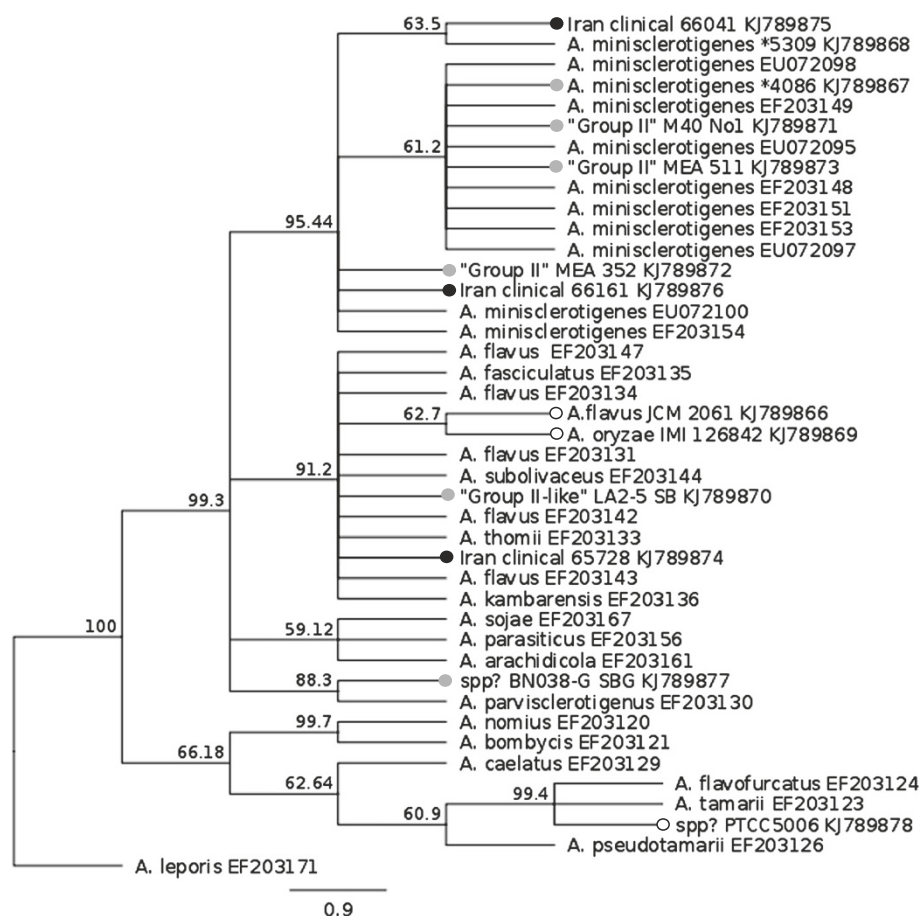 63.5
Iran clinical 66041 KJ789875
A. minisclerotigenes *5309 KJ789868
A. minisclerotigenes EU072098
A. minisclerotigenes *4086 KJ789867
A. minisclerotigenes EF203149
"Group II" M40 No1 KJ789871
61.2
A. minisclerotigenes EU072095
"Group II" MEA 511 KJ789873
A. minisclerotigenes EF203148
A. minisclerotigenes EF203151
95.44
A. minisclerotigenes EF203153
A. minisclerotigenes EU072097
"Group II" MEA 352 KJ789872
Iran clinical 66161 KJ789876
A. minisclerotigenes EU072100
A. minisclerotigenes EF203154
A. flavus EF203147
A. fasciculatus EF203135
A. flavus EF203134
62.7
A.flavus JCM 2061 KJ789866
A. oryzae IMI 126842 KJ789869
A. flavus EF203131
91.2
A. subolivaceus EF203144
"Group II-like" LA2-5 SB KJ789870
99.3
A. flavus EF203142
A. thomii EF203133
Iran clinical 65728 KJ789874
A. flavus EF203143
A. kambarensis EF203136
A. sojae EF203167
100
59.12
A. parasiticus EF203156
A. arachidicola EF203161
88.3
spp? BN038-G SBG KJ789877
A. parvisclerotigenus EF203130
99.7
A. nomius EF203120
A. bombycis EF203121
66.18
A. caelatus EF203129
62.64
A. flavofurcatus EF203124
99.4
A. tamarii EF203123
60.9
spp? PTCC5006 KJ789878
A. pseudotamarii EF203126
A. leporis EF203171
0.9